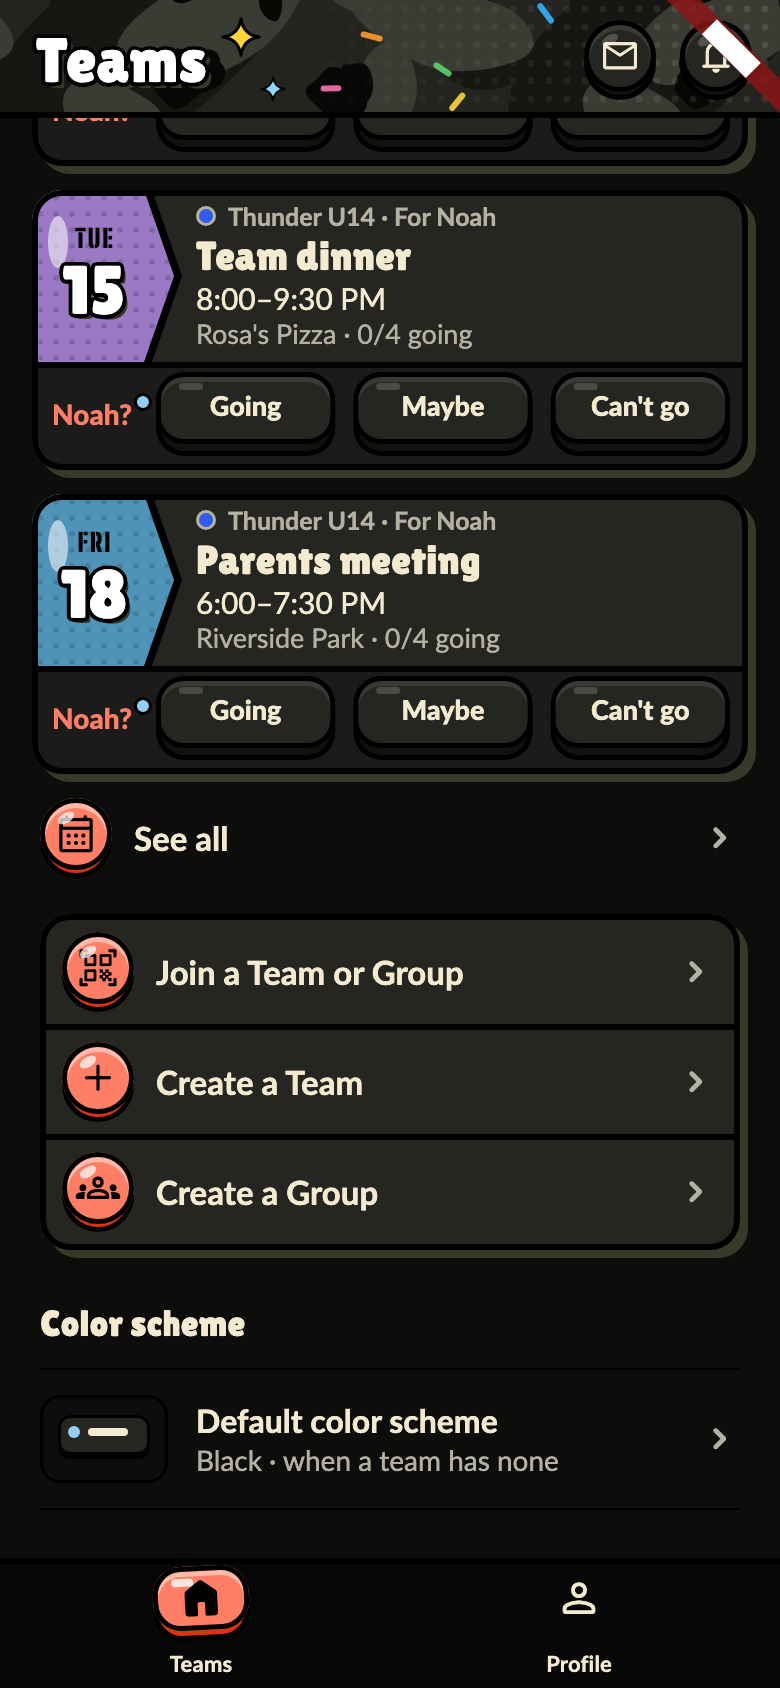 Teams
TUE
15
Thunder U14 · For Noah
Team dinner
8:00–9:30 PM
Rosa's Pizza · 0/4 going
Noah?
Going
Maybe
Can't go
FRI
18
Thunder U14 · For Noah
Parents meeting
6:00–7:30 PM
Riverside Park · 0/4 going
Noah?
Going
Maybe
Can't go
See all
Join a Team or Group
Create a Team
Create a Group
Color scheme
Default color scheme
Black · when a team has none
Teams
Profile